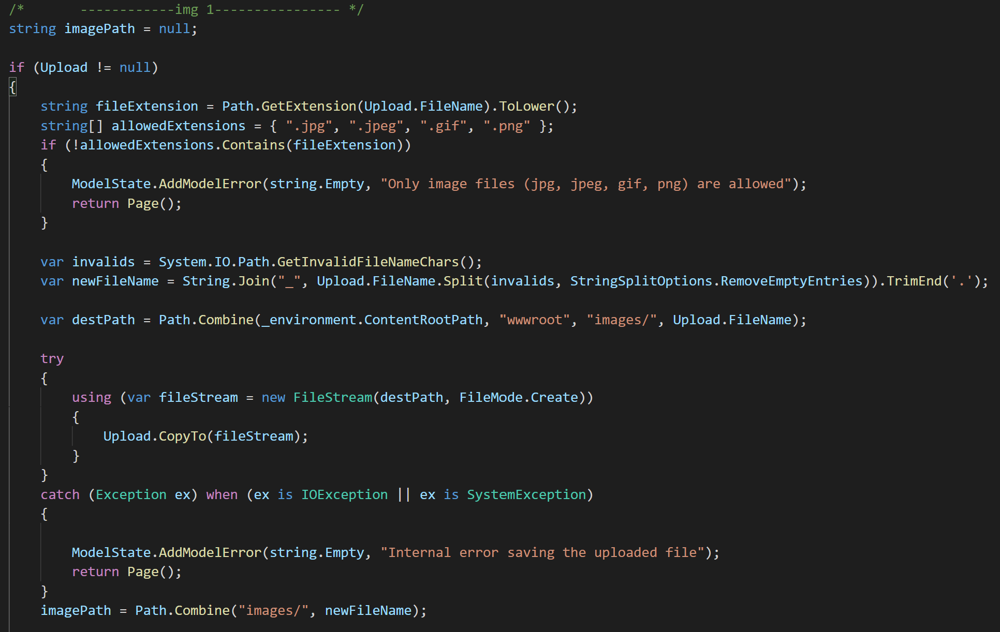 /*       ------------img 1---------------- */
string imagePath = null;

if (Upload != null)
{
    string fileExtension = Path.GetExtension(Upload.FileName).ToLower();
    string[] allowedExtensions = { ".jpg", ".jpeg", ".gif", ".png" };
    if (!allowedExtensions.Contains(fileExtension))
    {
        ModelState.AddModelError(string.Empty, "Only image files (jpg, jpeg, gif, png) are allowed");
        return Page();
    }

    var invalids = System.IO.Path.GetInvalidFileNameChars();
    var newFileName = String.Join("_", Upload.FileName.Split(invalids, StringSplitOptions.RemoveEmptyEntries)).TrimEnd('.');

    var destPath = Path.Combine(_environment.ContentRootPath, "wwwroot", "images/", Upload.FileName);

    try
    {
        using (var fileStream = new FileStream(destPath, FileMode.Create))
        {
            Upload.CopyTo(fileStream);
        }
    }
    catch (Exception ex) when (ex is IOException || ex is SystemException)
    {

        ModelState.AddModelError(string.Empty, "Internal error saving the uploaded file");
        return Page();
    }
    imagePath = Path.Combine("images/", newFileName);